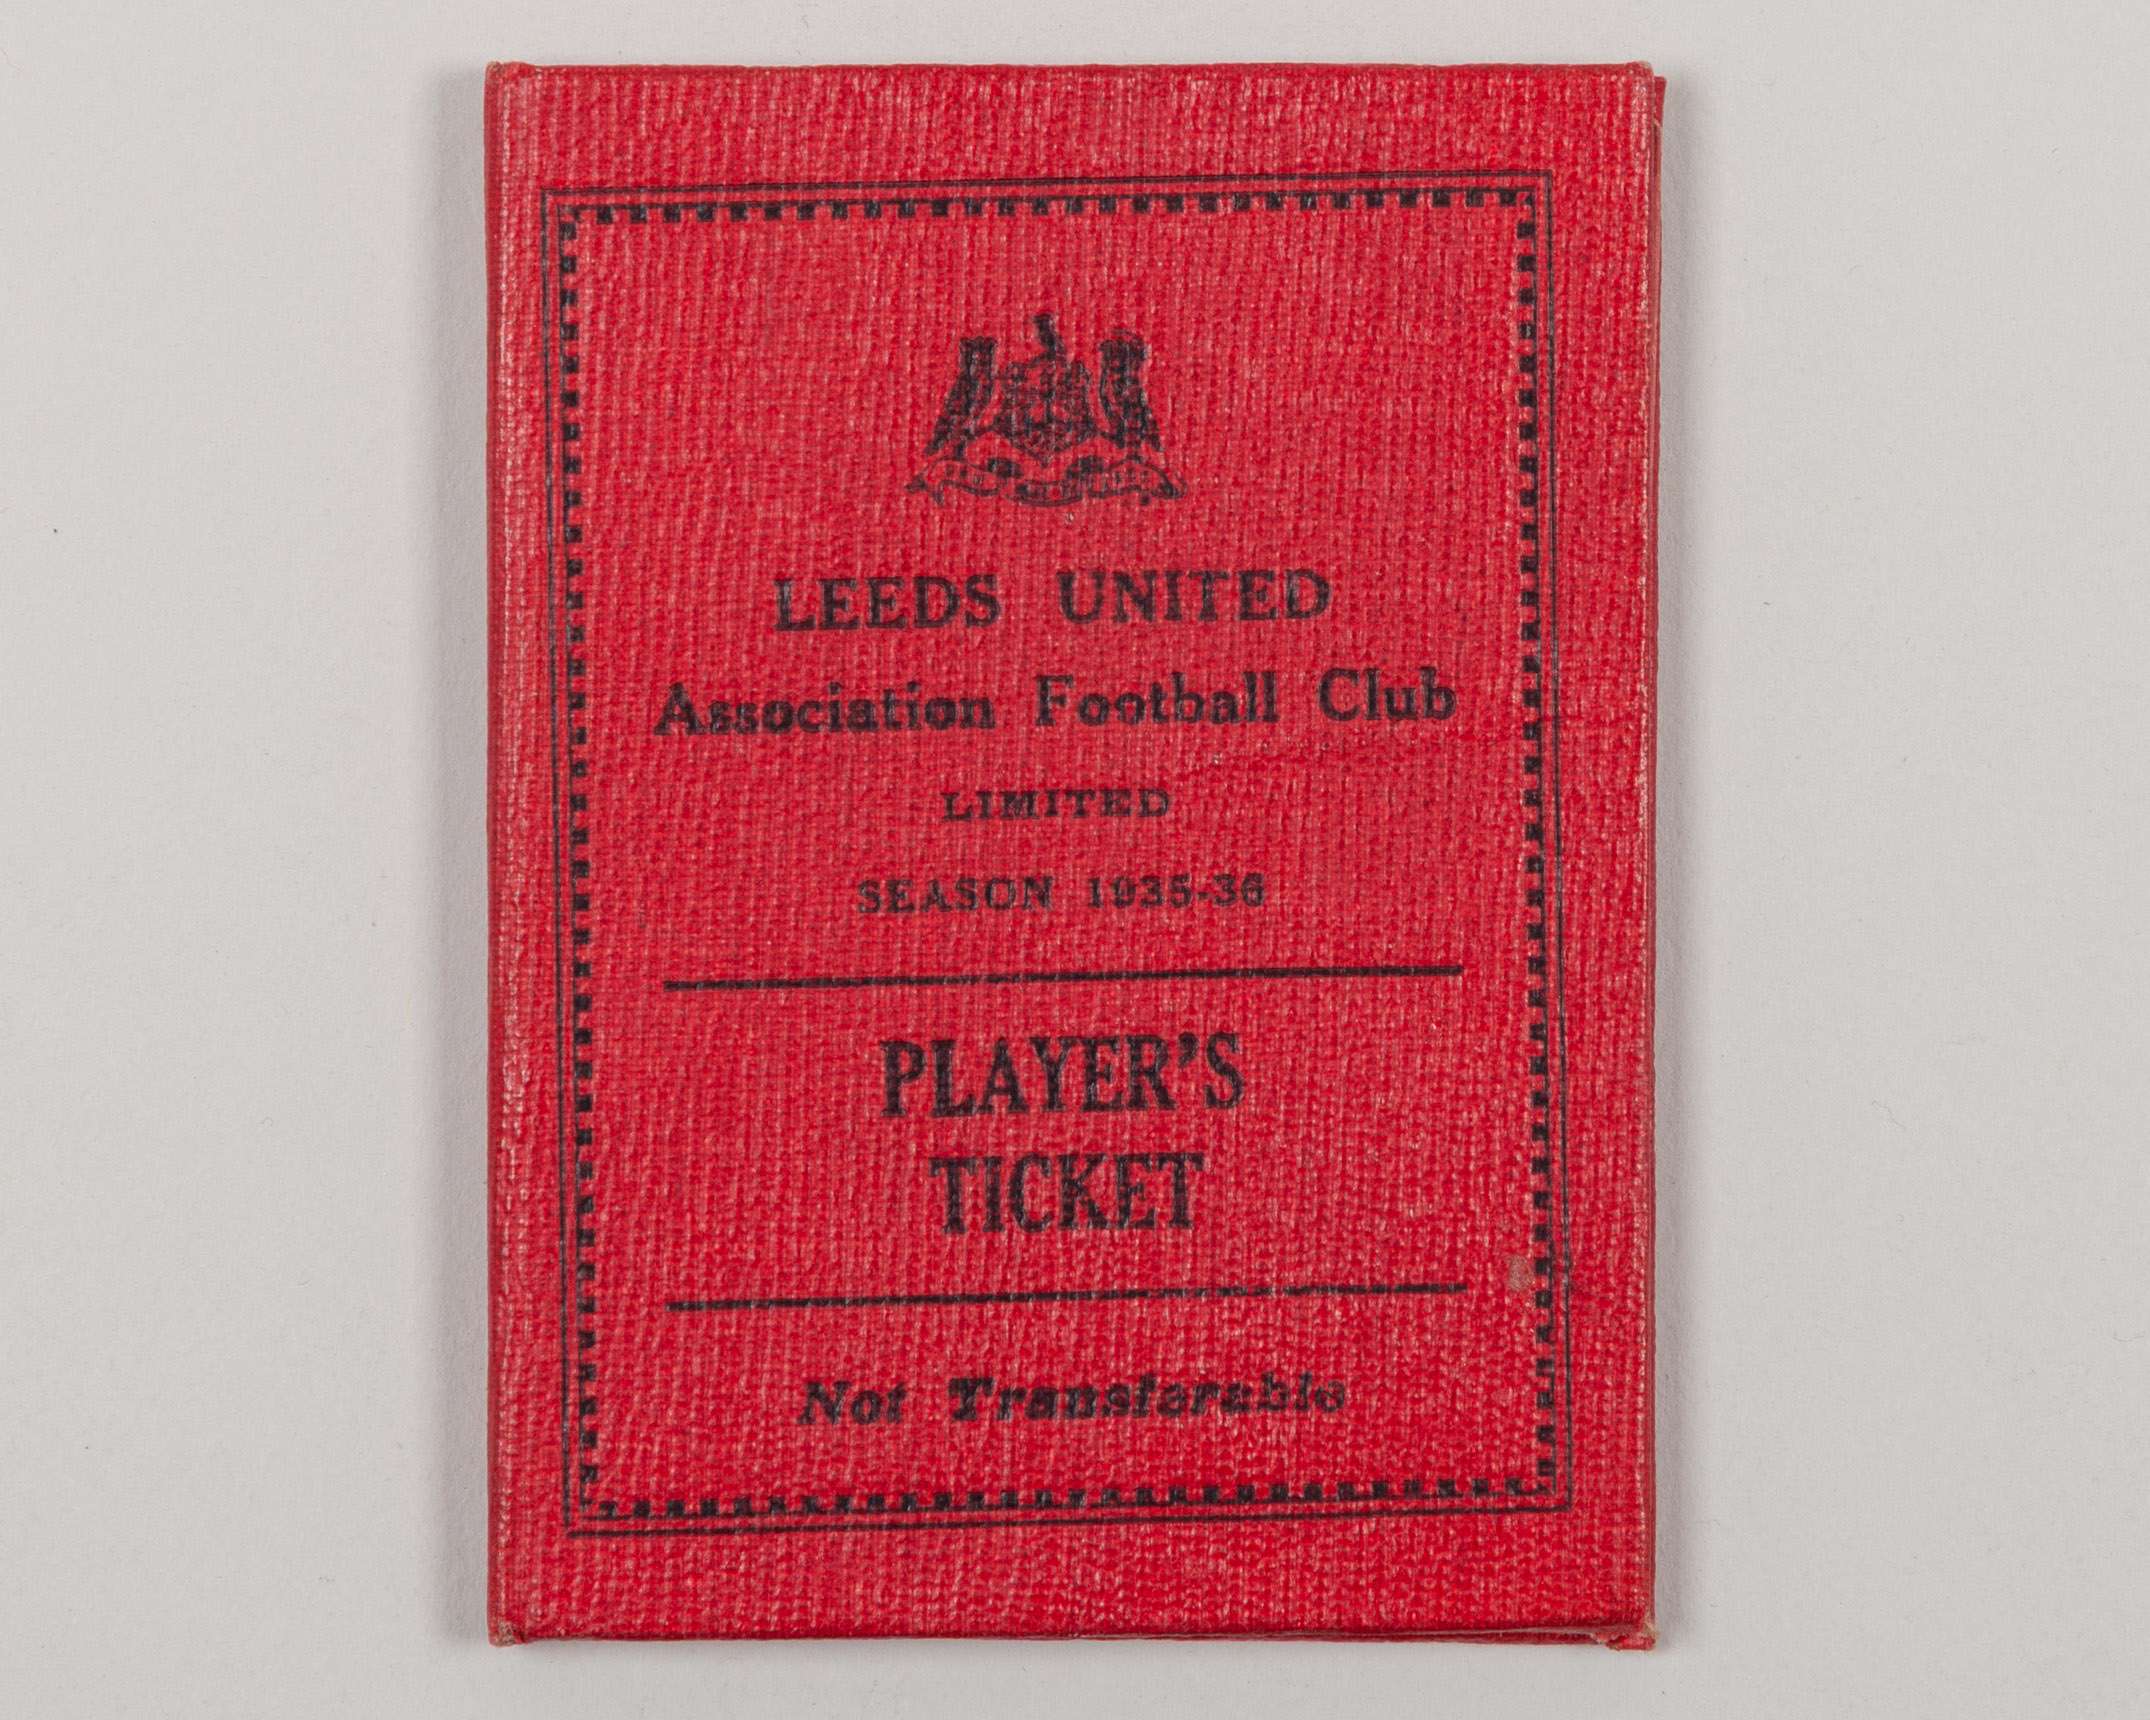 LEEDS UNITED
Association Football Club
LIMITED
SEASON 1935-36
PLAYER'S
TICKET
Not Transferable